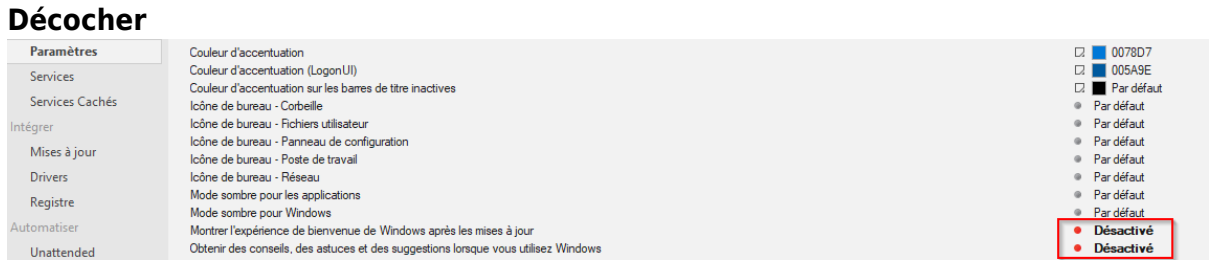 Décocher
Paramètres
Services
Services Cachés
Intégrer
Mises à jour
Drivers
Registre
Automatiser
Unattended
Couleur d'accentuation 0078D7
Couleur d'accentuation (LogonUI) 005A9E
Couleur d'accentuation sur les barres de titre inactives Par défaut
Icône de bureau - Corbeille Par défaut
Icône de bureau - Fichiers utilisateur Par défaut
Icône de bureau - Panneau de configuration Par défaut
Icône de bureau - Poste de travail Par défaut
Icône de bureau - Réseau Par défaut
Mode sombre pour les applications Par défaut
Mode sombre pour Windows Par défaut
Montrer l'expérience de bienvenue de Windows après les mises à jour Désactivé
Obtenir des conseils, des astuces et des suggestions lorsque vous utilisez Windows Désactivé